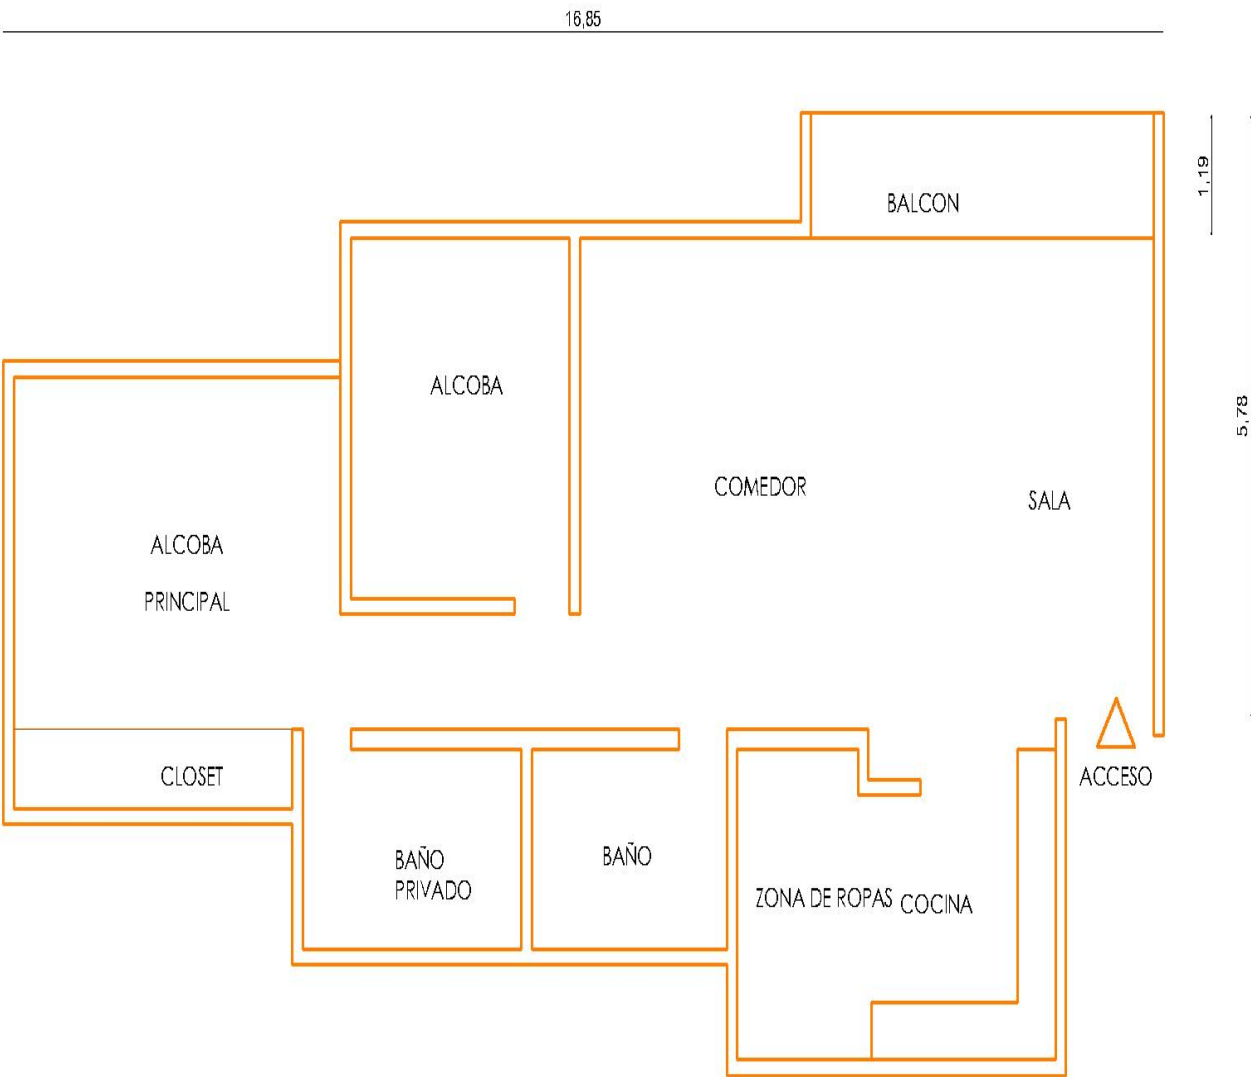 16,85
1,19
BALCON
ALCOBA
5,78
COMEDOR
SALA
ALCOBA
PRINCIPAL
CLOSET
ACCESO
BAÑO
PRIVADO
BAÑO
ZONA DE ROPAS
COCINA